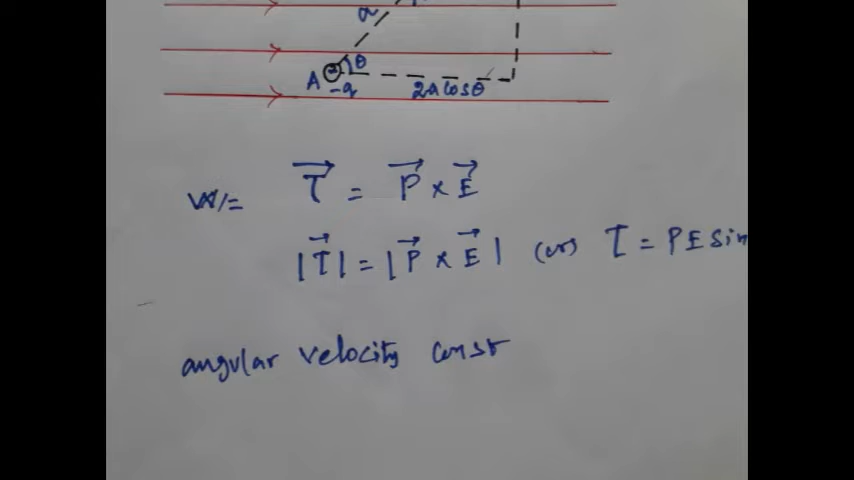 a
A
θ
-q
2a cosθ
W/=
T = P × E
|T| = |P × E| (or) T = PE sin
angular velocity const